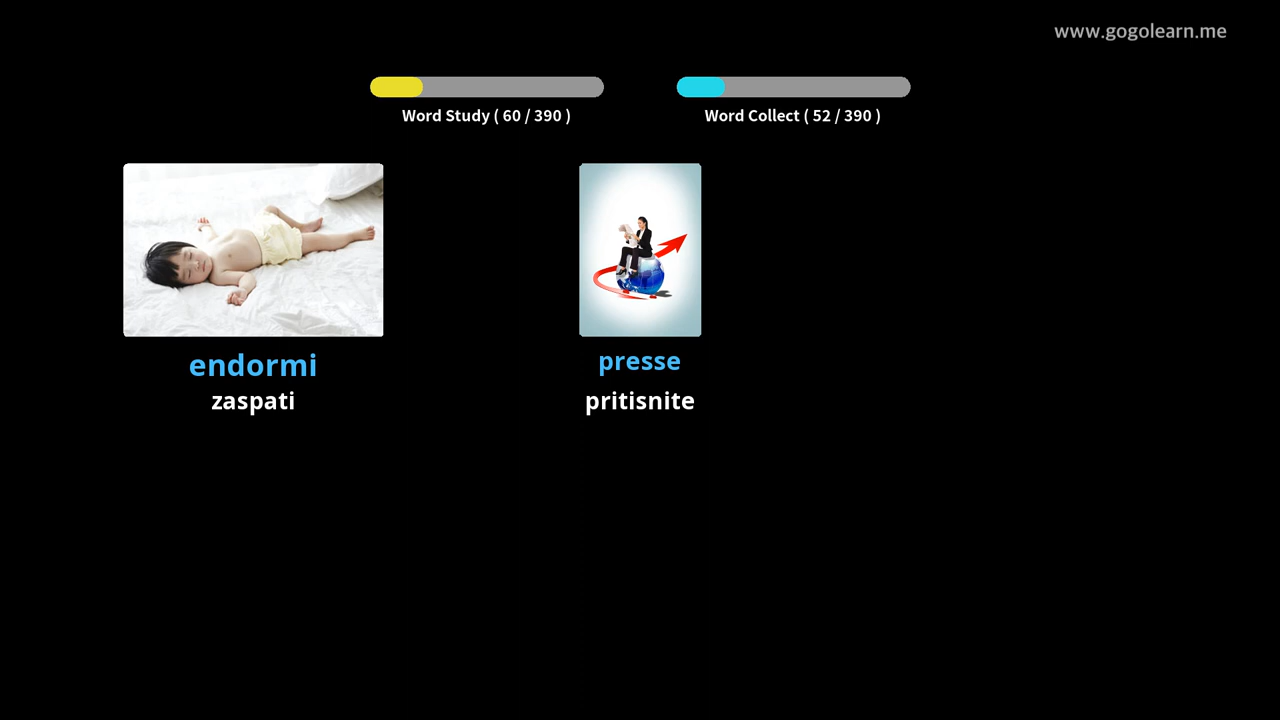 www.gogolearn.me
Word Study ( 60 / 390 )
Word Collect ( 52 / 390 )
endormi
zaspati
presse
pritisnite